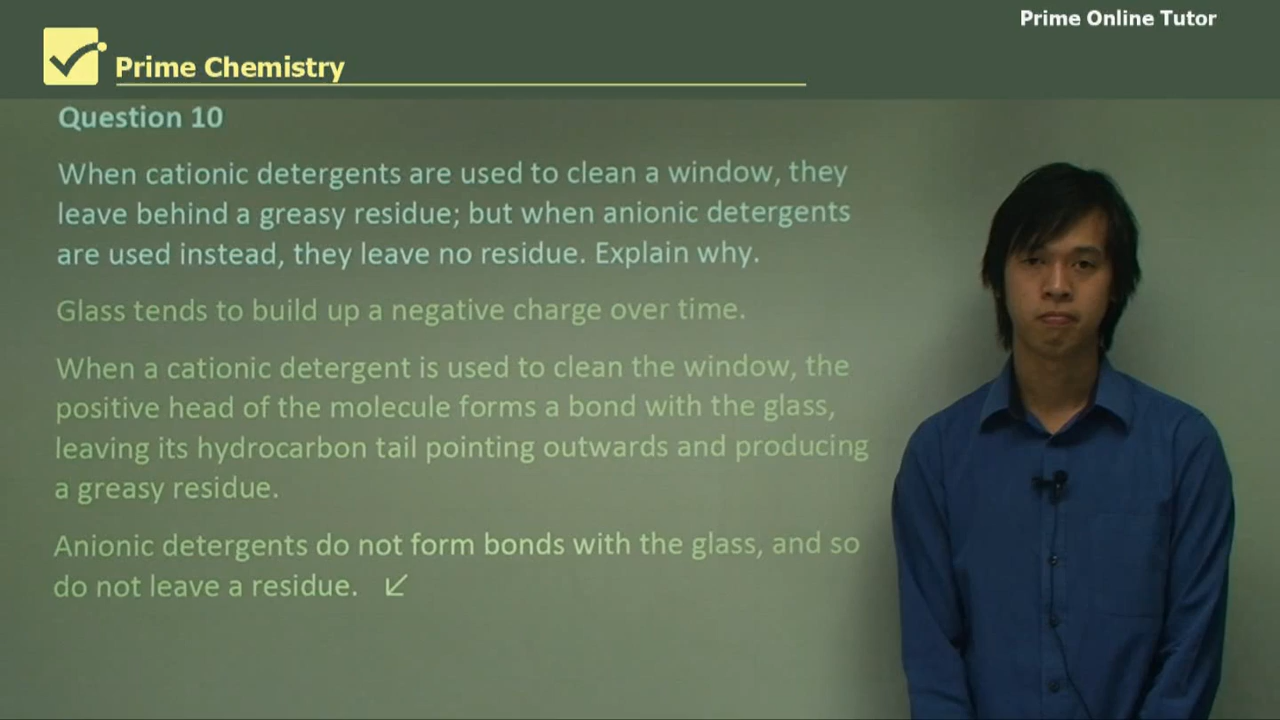 Prime Online Tutor
Prime Chemistry
Question 10
When cationic detergents are used to clean a window, they
leave behind a greasy residue; but when anionic detergents
are used instead, they leave no residue. Explain why.
Glass tends to build up a negative charge over time.
When a cationic detergent is used to clean the window, the
positive head of the molecule forms a bond with the glass,
leaving its hydrocarbon tail pointing outwards and producing
a greasy residue.
Anionic detergents do not form bonds with the glass, and so
do not leave a residue.